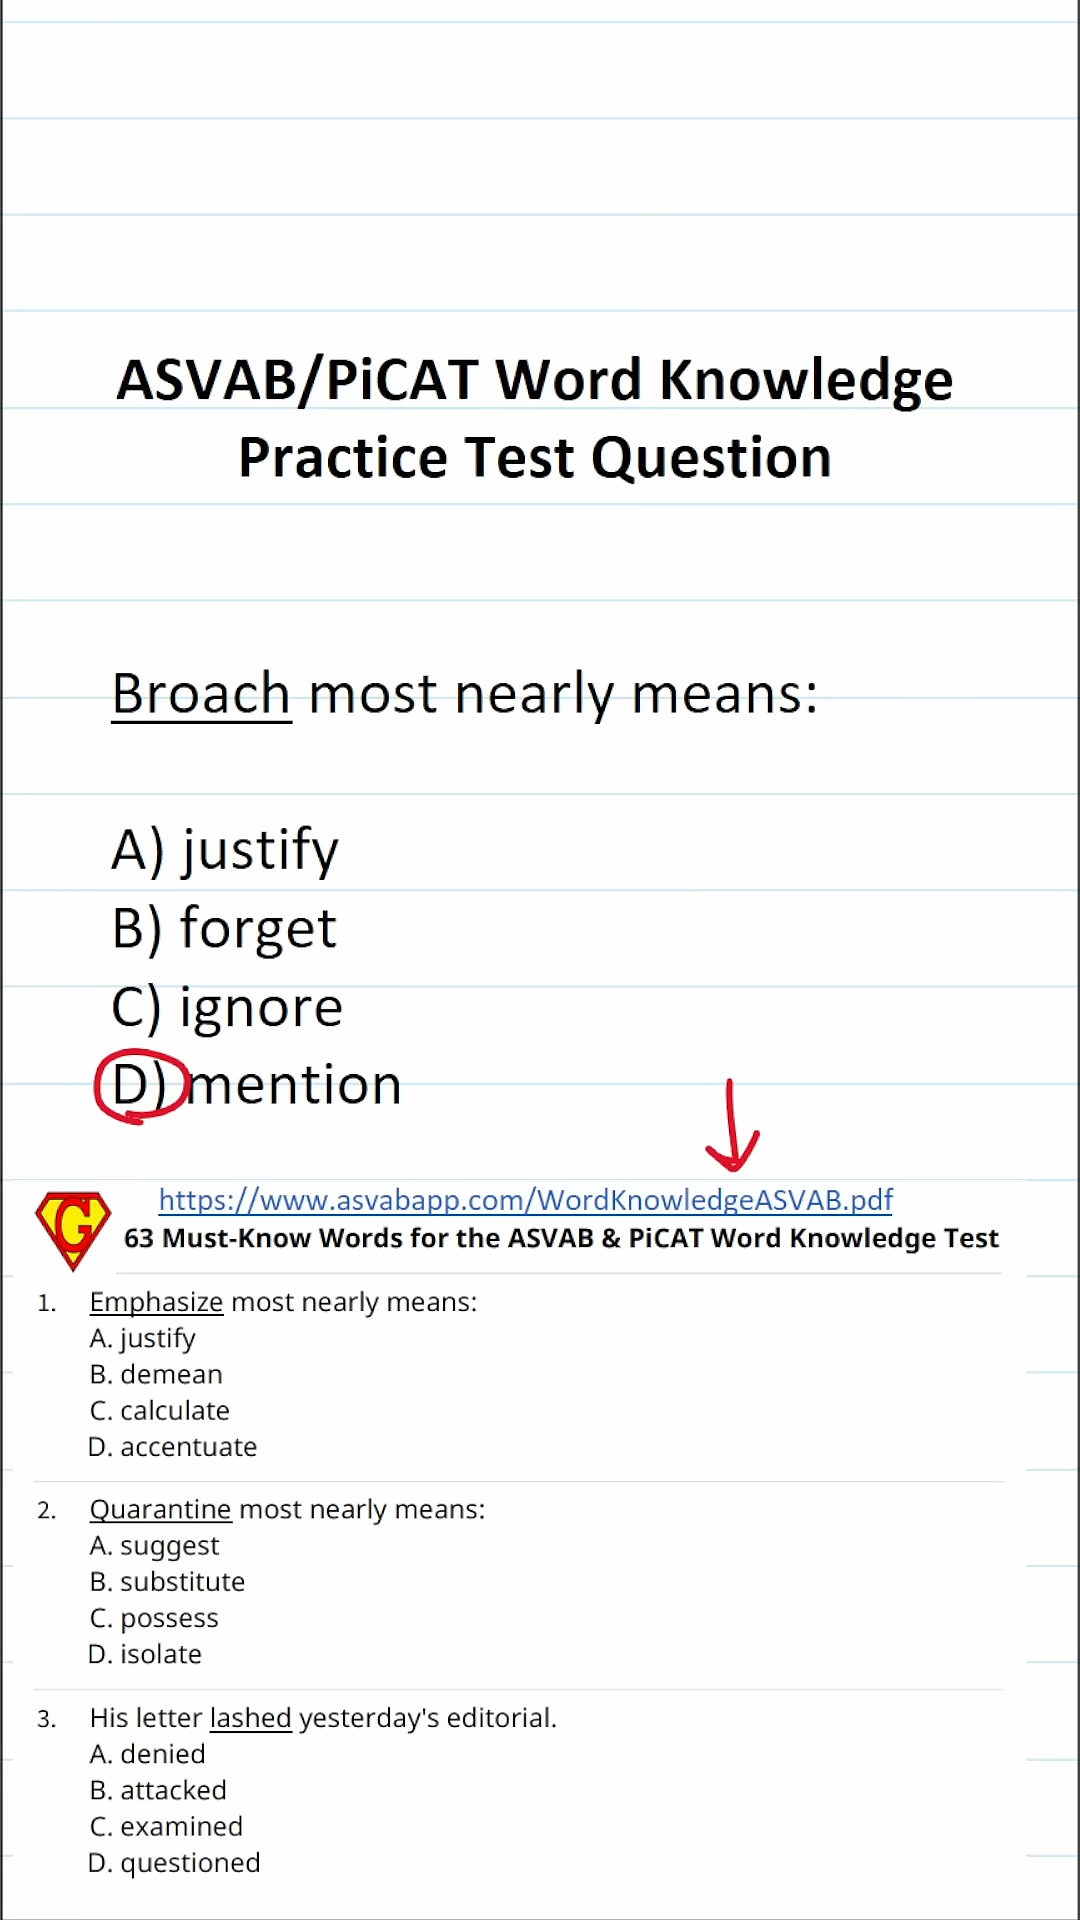 ASVAB/PiCAT Word Knowledge
Practice Test Question
Broach most nearly means:
A) justify
B) forget
C) ignore
D) mention
https://www.asvabapp.com/WordKnowledgeASVAB.pdf
G
63 Must-Know Words for the ASVAB & PiCAT Word Knowledge Test
1. Emphasize most nearly means:
A. justify
B. demean
C. calculate
D. accentuate
2. Quarantine most nearly means:
A. suggest
B. substitute
C. possess
D. isolate
3. His letter lashed yesterday's editorial.
A. denied
B. attacked
C. examined
D. questioned